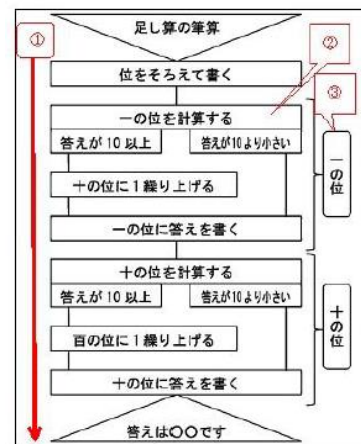 ①
足し算の筆算
②
位をそろえて書く
③
一の位を計算する
答えが10以上
答えが10より小さい
十の位に1繰り上げる
一の位に答えを書く
一の位
十の位を計算する
答えが10以上
答えが10より小さい
百の位に1繰り上げる
十の位に答えを書く
十の位
答えは〇〇です